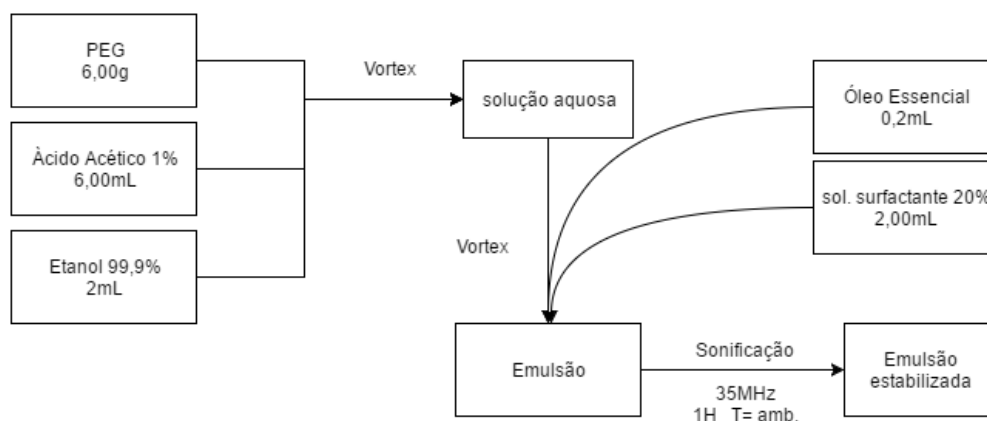 PEG
6,00g
Àcido Acético 1%
6,00mL
Etanol 99,9%
2mL
Vortex
solução aquosa
Óleo Essencial
0,2mL
sol. surfactante 20%
2,00mL
Vortex
Emulsão
Sonificação
35MHz
1H T= amb.
Emulsão
estabilizada